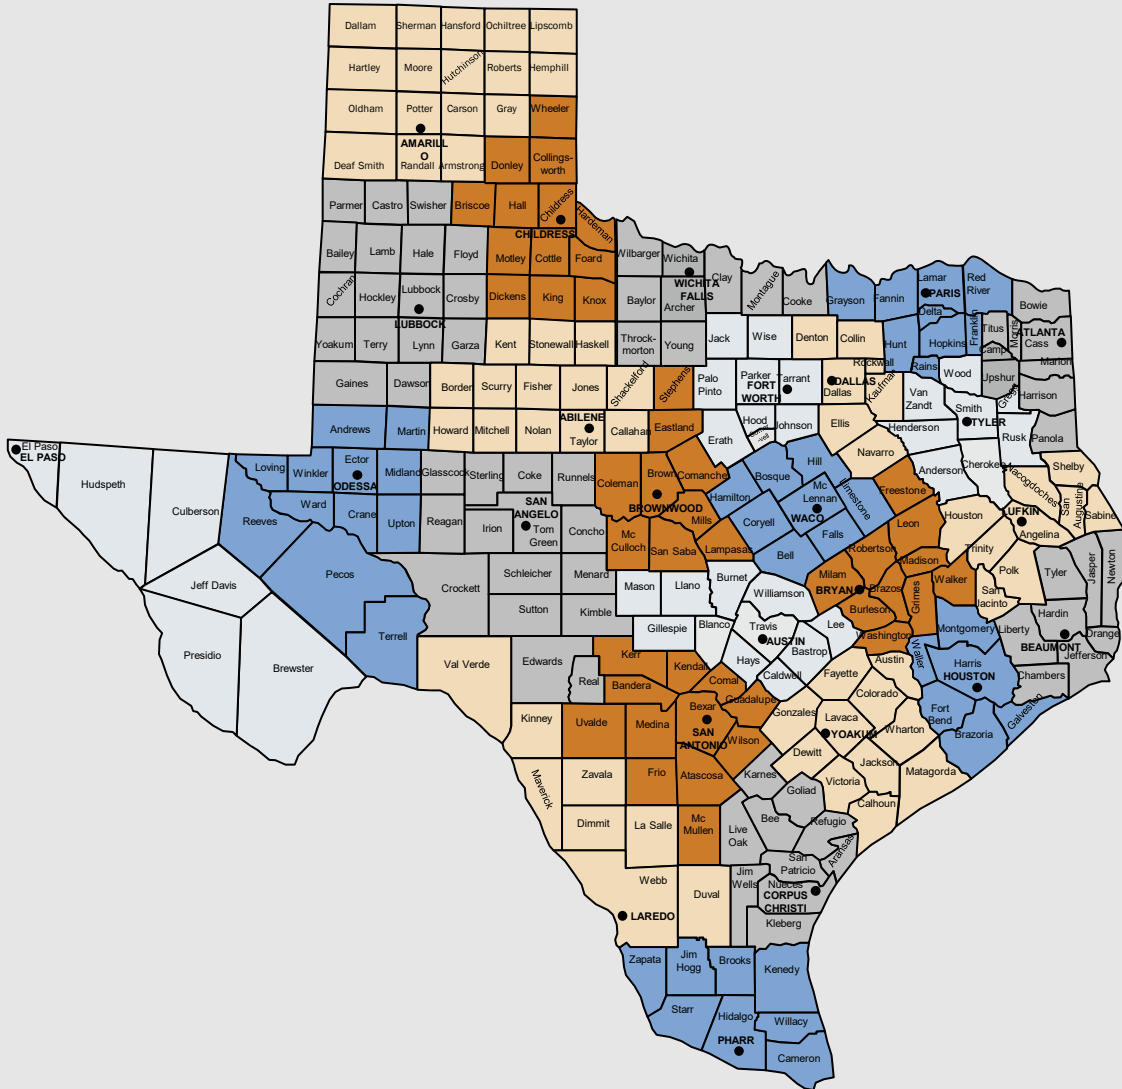 Dallam Sherman Hansford Ochiltree Lipscomb
Hartley Moore Hutchinson Roberts Hemphill
Oldham Potter Carson Gray Wheeler
AMARILL
O
Deaf Smith Randall Armstrong Donley Collings-
worth
Parmer Castro Swisher Briscoe Hall Childress Hardeman
CHILDRESS
Bailey Lamb Hale Floyd Motley Cottle Foard Wilbarger Wichita
WICHITA
FALLS
Clay Montague Cooke Grayson Fannin Lamar Red
River
PARIS
Bowie
Cochran Hockley Lubbock Crosby Dickens King Knox Baylor Archer
LUBBOCK
Delta Franklin Titus Morris
ATLANTA
Cass
Yoakum Terry Lynn Garza Kent Stonewall Haskell Throck-
morton
Young Jack Wise Denton Collin Hunt Hopkins Camp Marion
Rockwall Rains Wood Upshur Gregg Harrison
Gaines Dawson Border Scurry Fisher Jones Shackelford Stephens Palo
Pinto
Parker Tarrant
FORT
WORTH
DALLAS
Dallas
Kaufman Van
Zandt
Smith
TYLER
Andrews Martin Howard Mitchell Nolan
ABILENE
Taylor
Callahan Eastland Erath Hood Johnson Ellis Henderson Rusk Panola
El Paso
EL PASO
Hudspeth Culberson
Loving Winkler Ector
ODESSA
Midland Glasscock Sterling Coke Runnels Coleman Brown
BROWNWOOD
Comanche Hamilton Bosque Hill Navarro Limestone Freestone Anderson Cherokee Nacogdoches Shelby
San
Augustine
Sabine
Reeves Ward Crane Upton Reagan Irion
SAN
ANGELO
Tom
Green
Concho Mc
Culloch
San Saba Mills Lampasas Coryell Mc
Lennan
WACO
Falls Bell Leon Houston
LUFKIN
Angelina
Trinity
Jeff Davis Pecos Crockett Schleicher Menard Mason Llano Burnet Williamson Milam
BRYAN
Robertson Brazos Madison Grimes Walker San
Jacinto
Polk Tyler Jasper Newton
Presidio Brewster Terrell Sutton Kimble Gillespie Blanco Travis
AUSTIN
Lee Burleson Washington Montgomery Liberty Hardin Orange
BEAUMONT
Jefferson
Val Verde Edwards Real Kerr Kendall Hays Bastrop Caldwell Fayette Austin Waller Harris
HOUSTON
Chambers
Bandera Comal Guadalupe Gonzales Colorado Fort
Bend
Galveston
Kinney Uvalde Medina Bexar
SAN
ANTONIO
Wilson Lavaca
YOAKUM
Wharton Brazoria
Maverick Zavala Frio Atascosa Karnes Dewitt Jackson Matagorda
Goliad Victoria Calhoun
Dimmit La Salle Mc
Mullen
Live
Oak
Bee Refugio Aransas
San
Patricio
Webb Duval Jim
Wells
Nueces
CORPUS
CHRISTI
LAREDO
Kleberg
Zapata Jim
Hogg
Brooks Kenedy
Starr Hidalgo Willacy
PHARR
Cameron